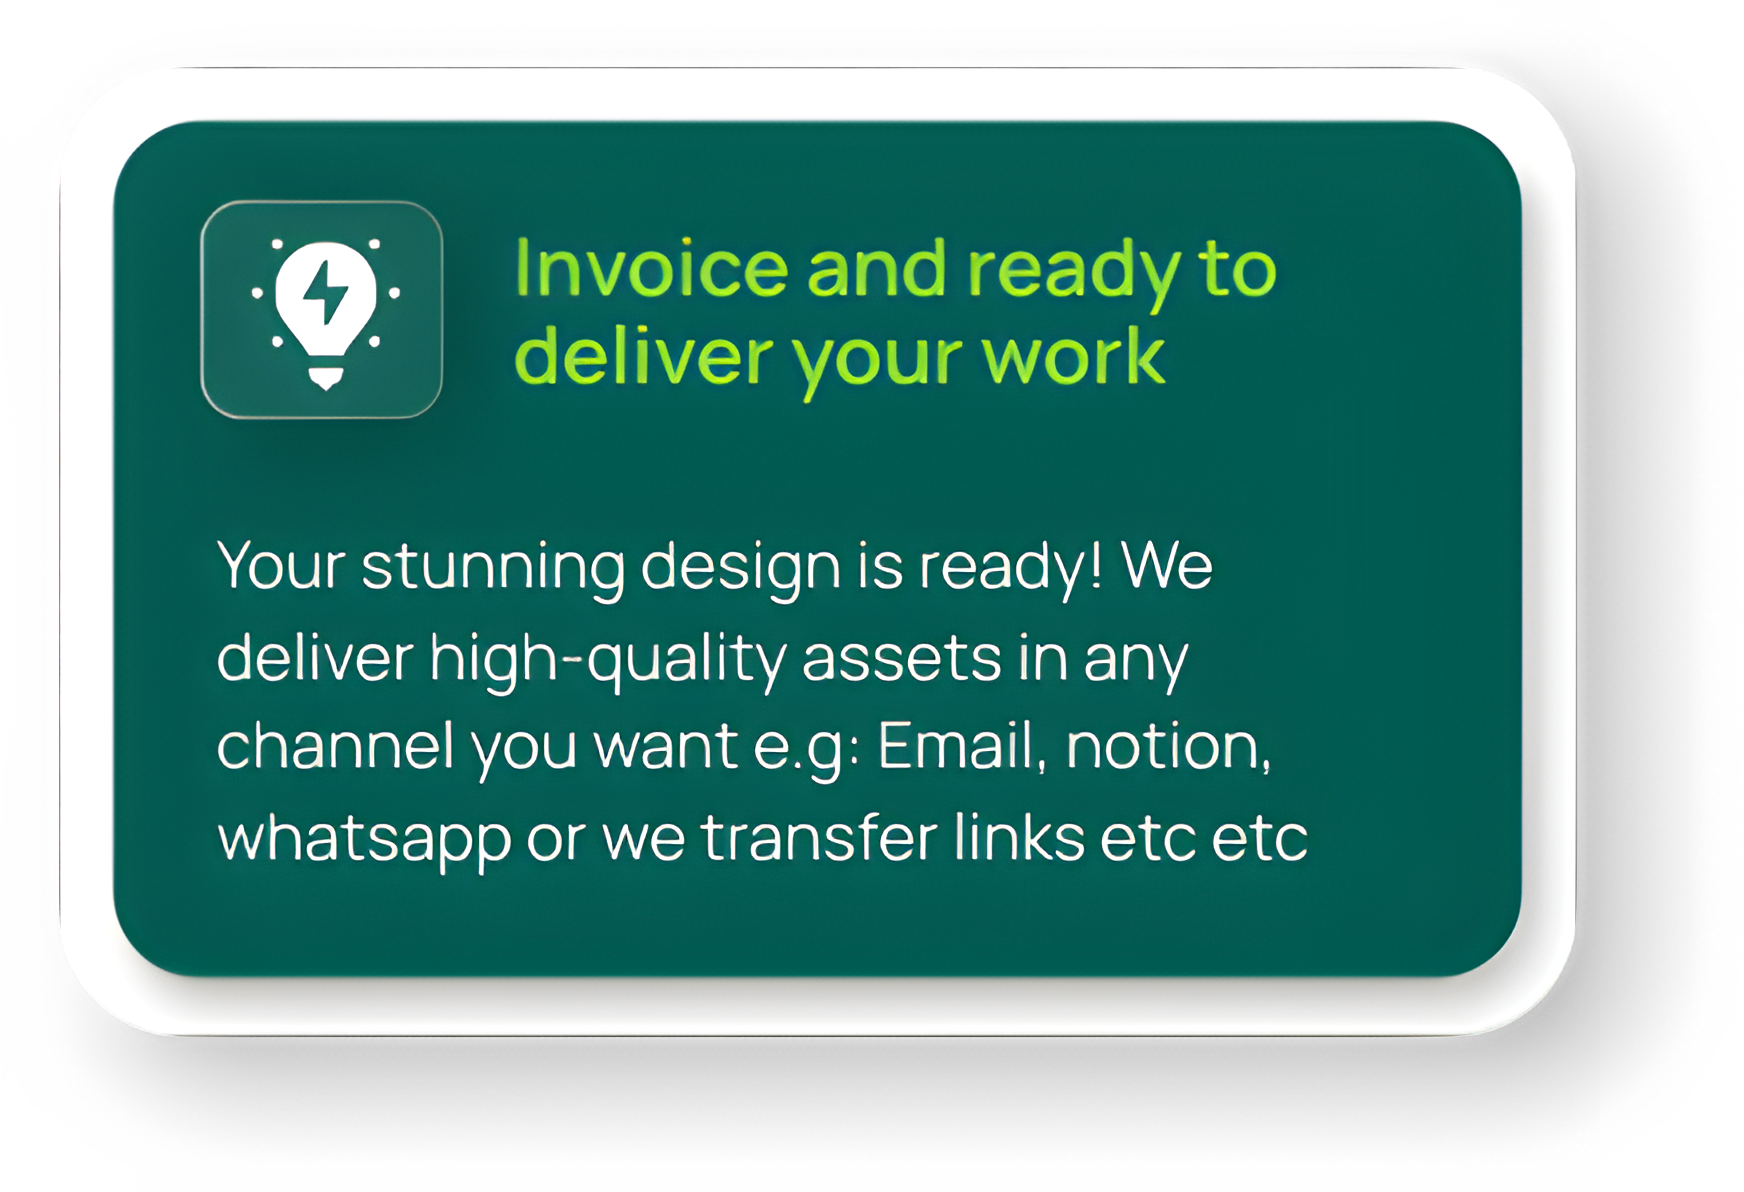 Invoice and ready to
deliver your work
Your stunning design is ready! We
deliver high-quality assets in any
channel you want e.g: Email, notion,
whatsapp or we transfer links etc etc